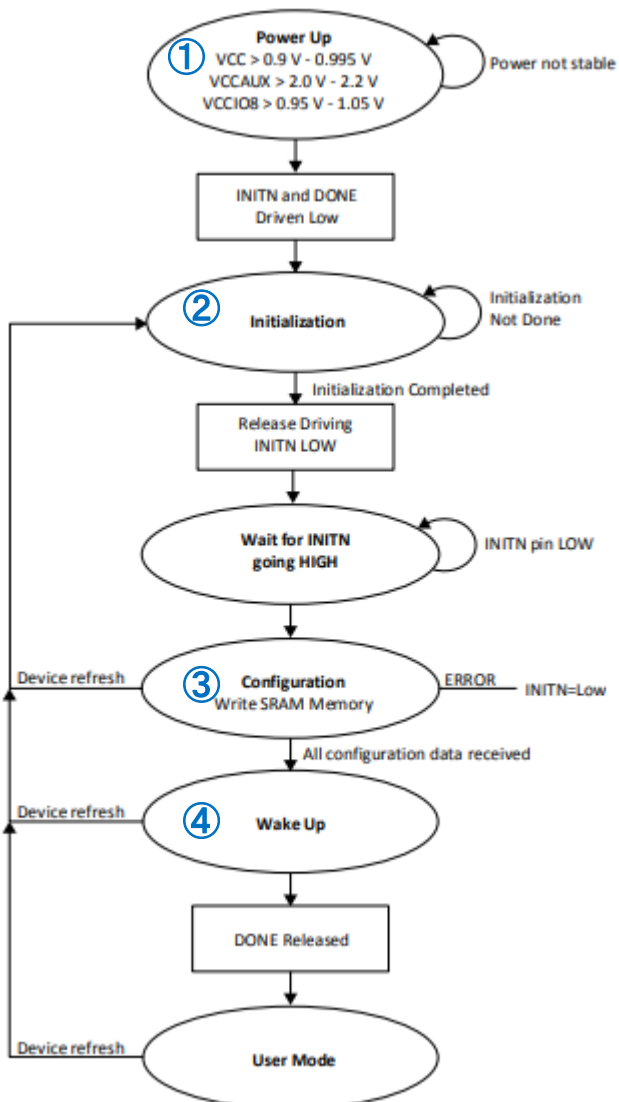 ①
Power Up
VCC > 0.9 V - 0.995 V
VCCAUX > 2.0 V - 2.2 V
VCCIO8 > 0.95 V - 1.05 V
Power not stable
INITN and DONE
Driven Low
②
Initialization
Initialization
Not Done
Initialization Completed
Release Driving
INITN LOW
Wait for INITN
going HIGH
INITN pin LOW
Device refresh
③
Configuration
Write SRAM Memory
ERROR
INITN=Low
All configuration data received
Device refresh
④
Wake Up
DONE Released
Device refresh
User Mode